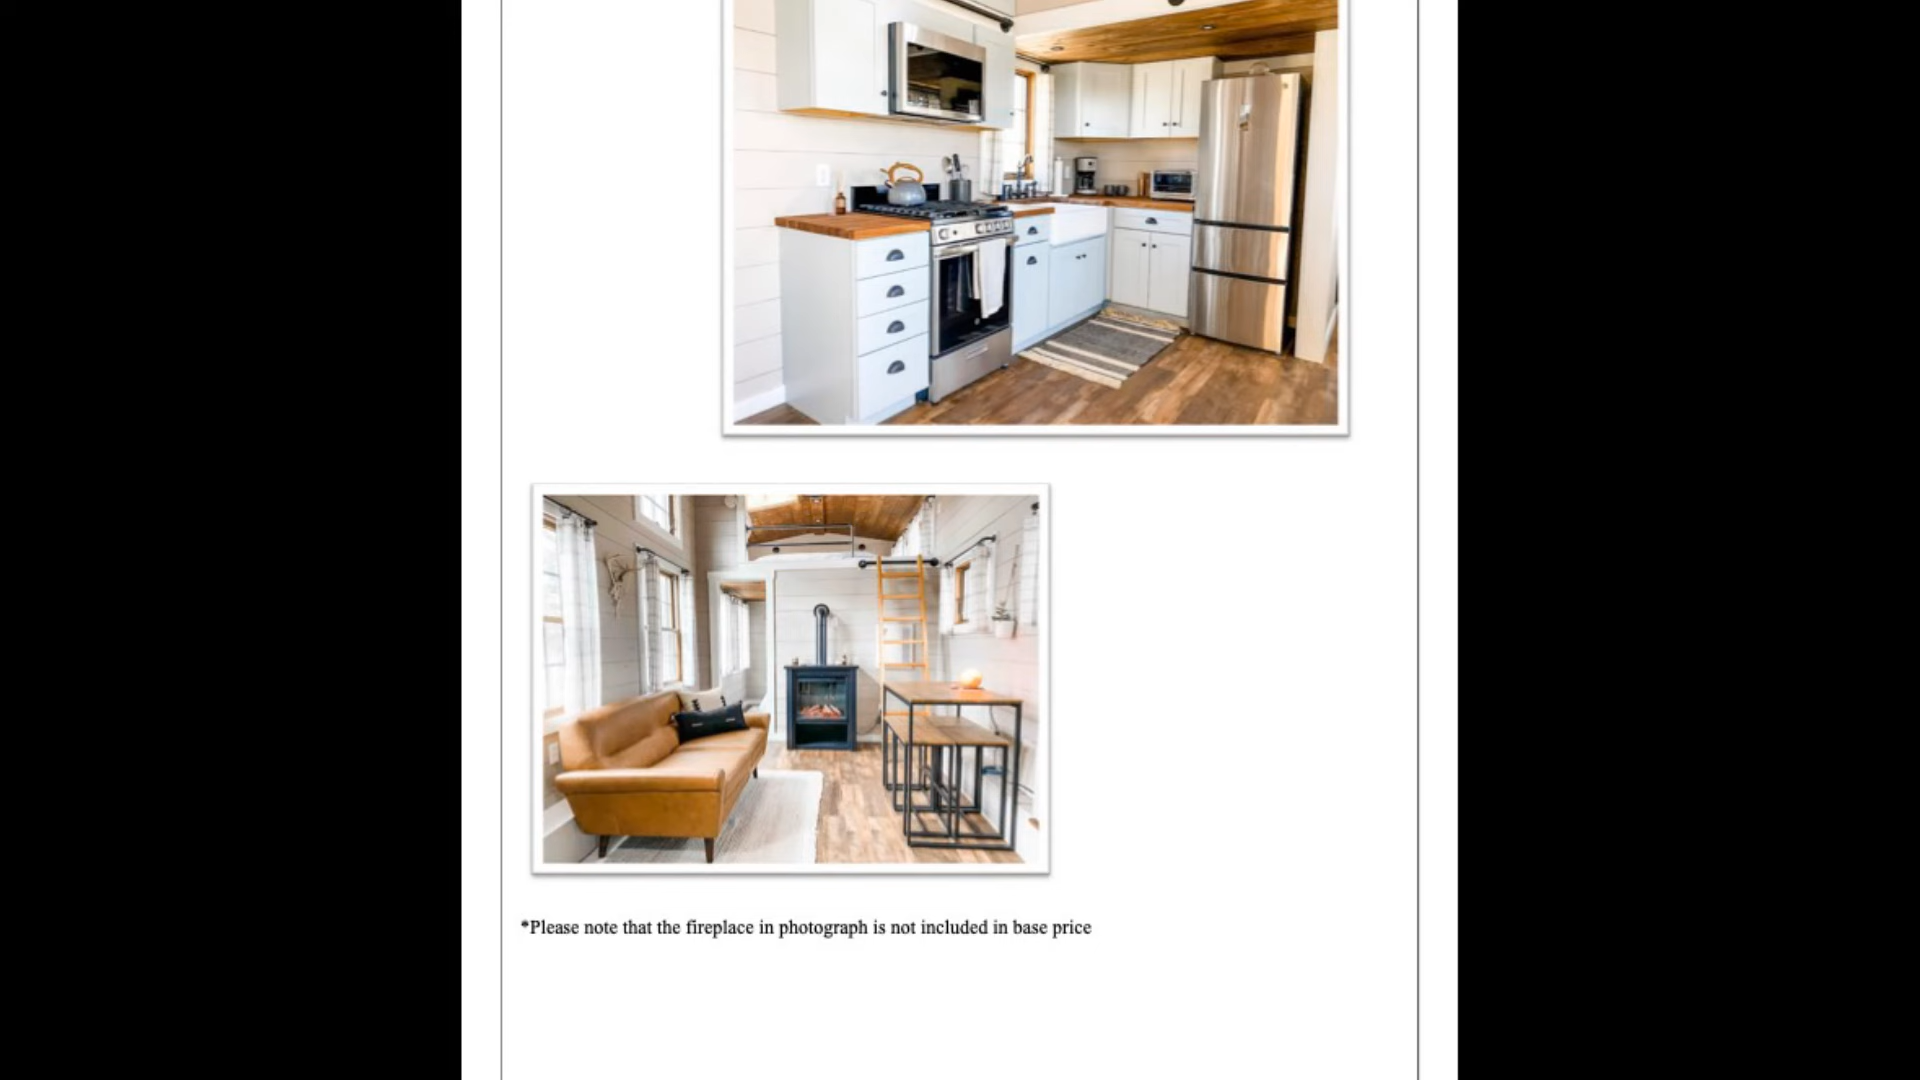 *Please note that the fireplace in photograph is not included in base price